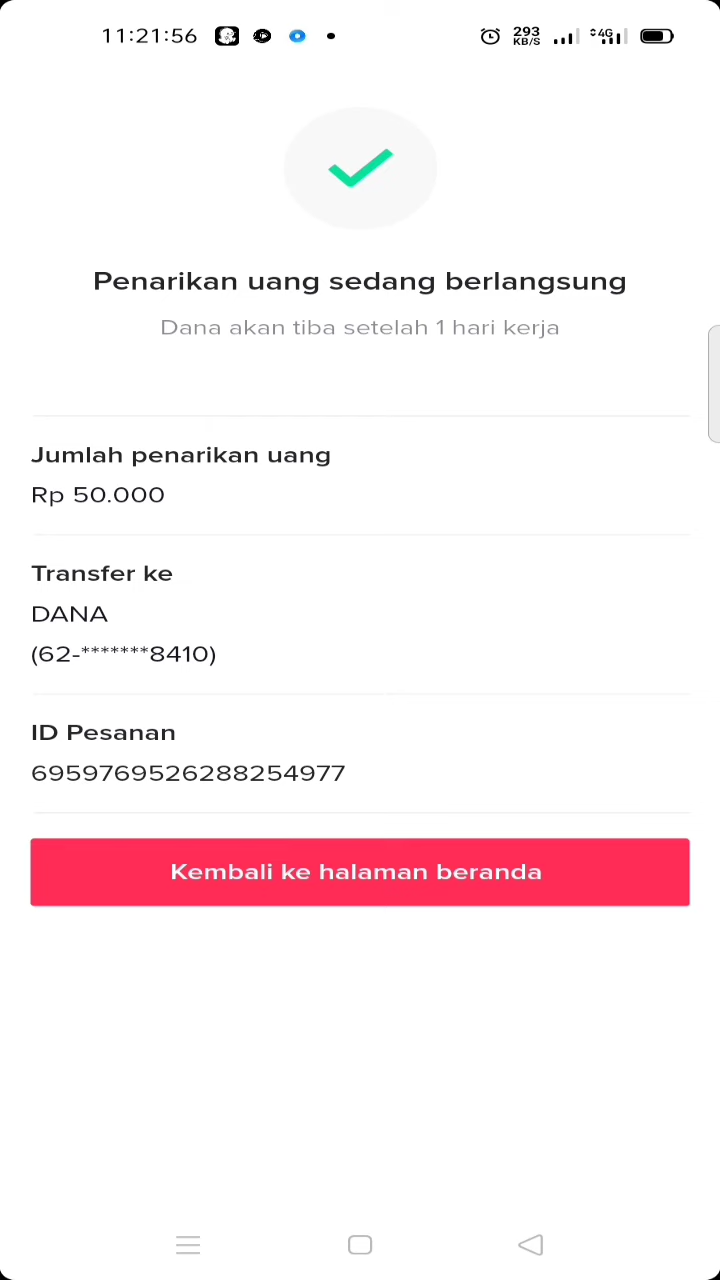 11:21:56
293
KB/S
4G
Penarikan uang sedang berlangsung
Dana akan tiba setelah 1 hari kerja
Jumlah penarikan uang
Rp 50.000
Transfer ke
DANA
(62-*******8410)
ID Pesanan
6959769526288254977
Kembali ke halaman beranda